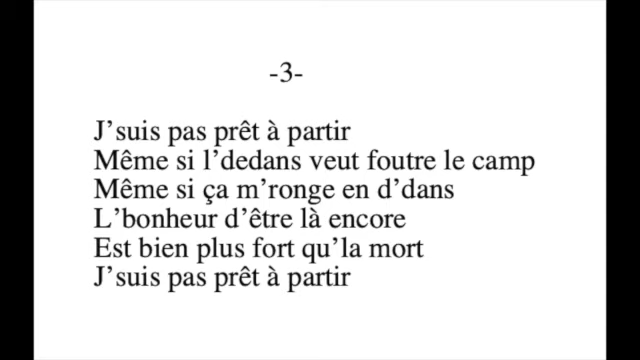 -3-
J’suis pas prêt à partir
Même si l’dedans veut foutre le camp
Même si ça m’ronge en d’dans
L’bonheur d’être là encore
Est bien plus fort qu’la mort
J’suis pas prêt à partir